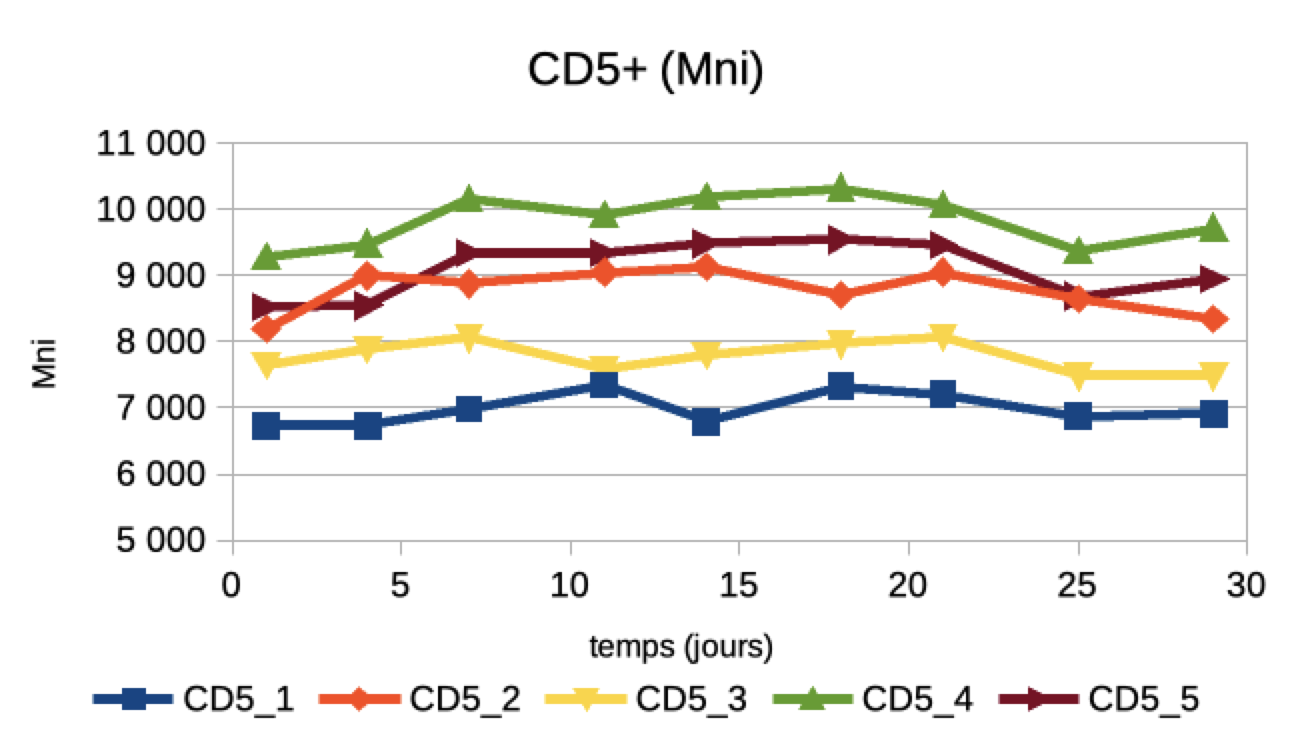 CD5+ (Mni)
11 000
10 000
9 000
8 000
7 000
6 000
5 000
Mni
0 5 10 15 20 25 30
temps (jours)
CD5_1 CD5_2 CD5_3 CD5_4 CD5_5